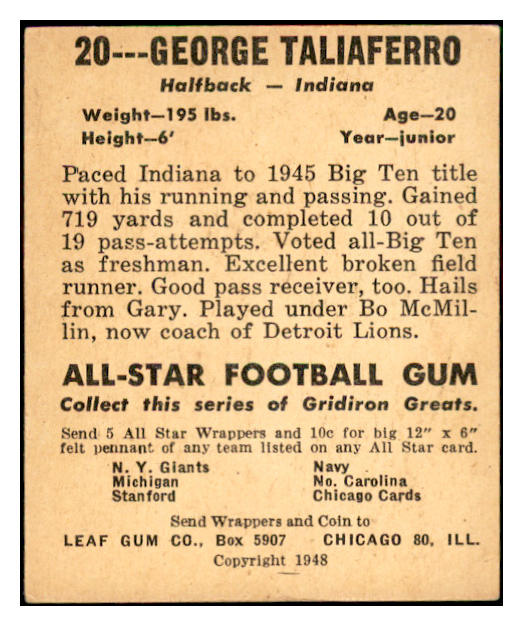 20---GEORGE TALIAFERRO
Halfback — Indiana
Weight—195 lbs. Age—20
Height—6′ Year—junior
Paced Indiana to 1945 Big Ten title
with his running and passing. Gained
719 yards and completed 10 out of
19 pass-attempts. Voted all-Big Ten
as freshman. Excellent broken field
runner. Good pass receiver, too. Hails
from Gary. Played under Bo McMil-
lin, now coach of Detroit Lions.
ALL-STAR FOOTBALL GUM
Collect this series of Gridiron Greats.
Send 5 All Star Wrappers and 10c for big 12″ x 6″
felt pennant of any team listed on any All Star card.
N. Y. Giants Navy
Michigan No. Carolina
Stanford Chicago Cards
Send Wrappers and Coin to
LEAF GUM CO., Box 5907 CHICAGO 80, ILL.
Copyright 1948